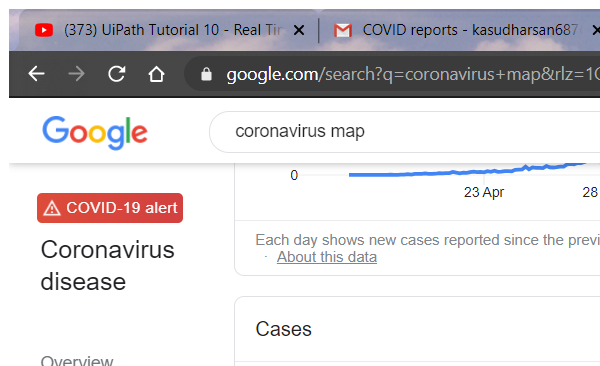 (373) UiPath Tutorial 10 - Real Tir
COVID reports - kasudharsan687
google.com/search?q=coronavirus+map&rlz=1C
Google
coronavirus map
0
23 Apr
28
COVID-19 alert
Coronavirus
disease
Each day shows new cases reported since the previ
· About this data
Cases
Overview